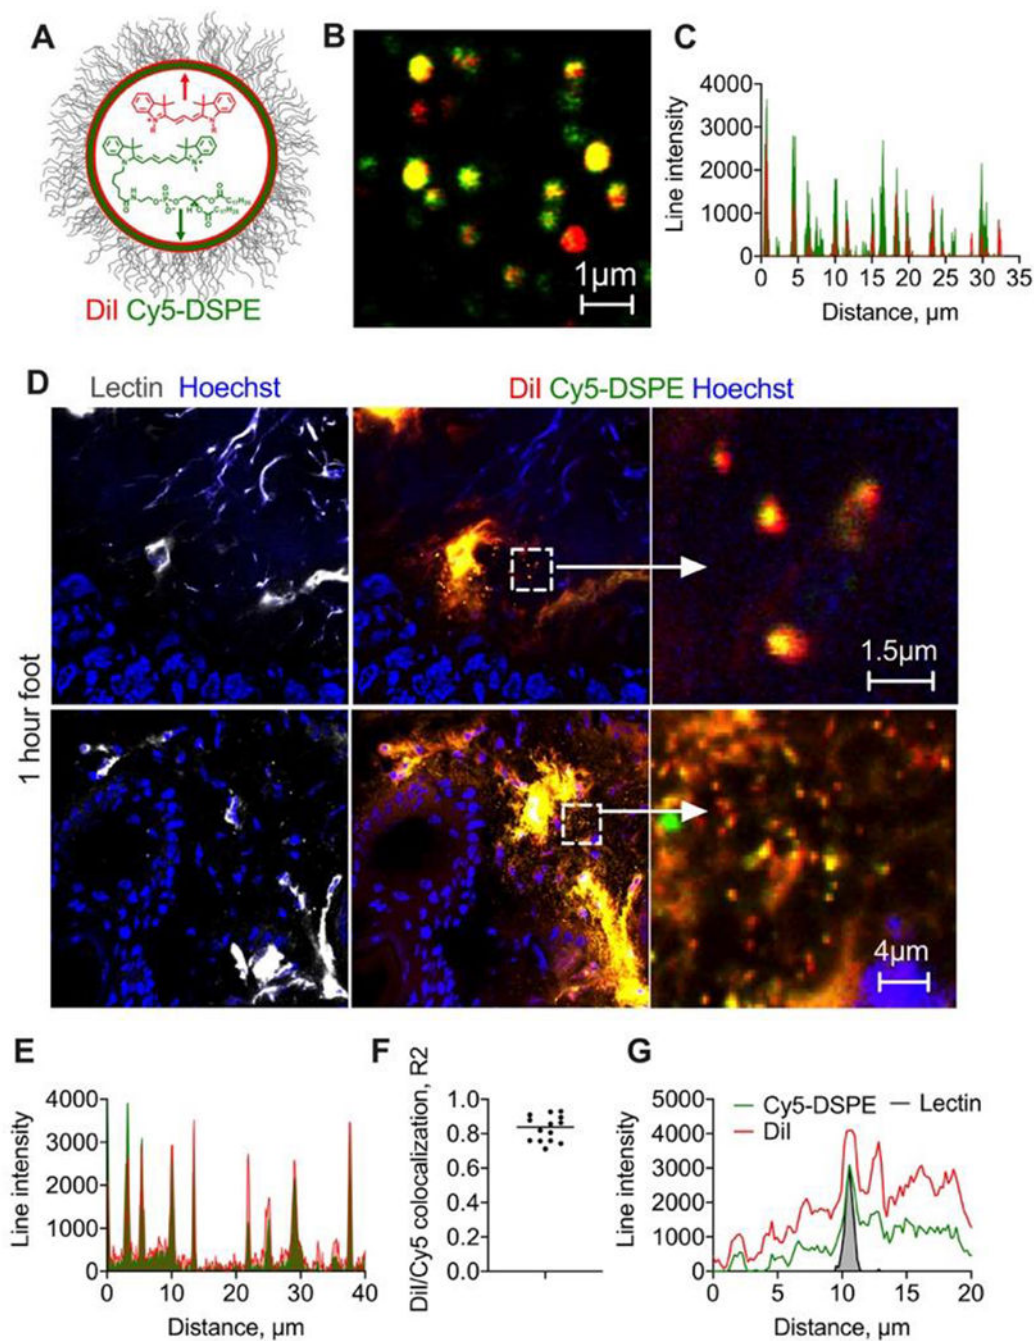 A
B
C
DiI Cy5-DSPE
1µm
Line intensity
4000
3000
2000
1000
0
0 5 10 15 20 25 30 35
Distance, µm
D
Lectin Hoechst
DiI Cy5-DSPE Hoechst
1 hour foot
1.5µm
4µm
E
Line intensity
4000
3000
2000
1000
0
0 10 20 30 40
Distance, µm
F
DiI/Cy5 colocalization, R2
1.0
0.8
0.6
0.4
0.2
0.0
G
Line intensity
5000
4000
3000
2000
1000
0
Cy5-DSPE Lectin
DiI
0 5 10 15 20
Distance, µm